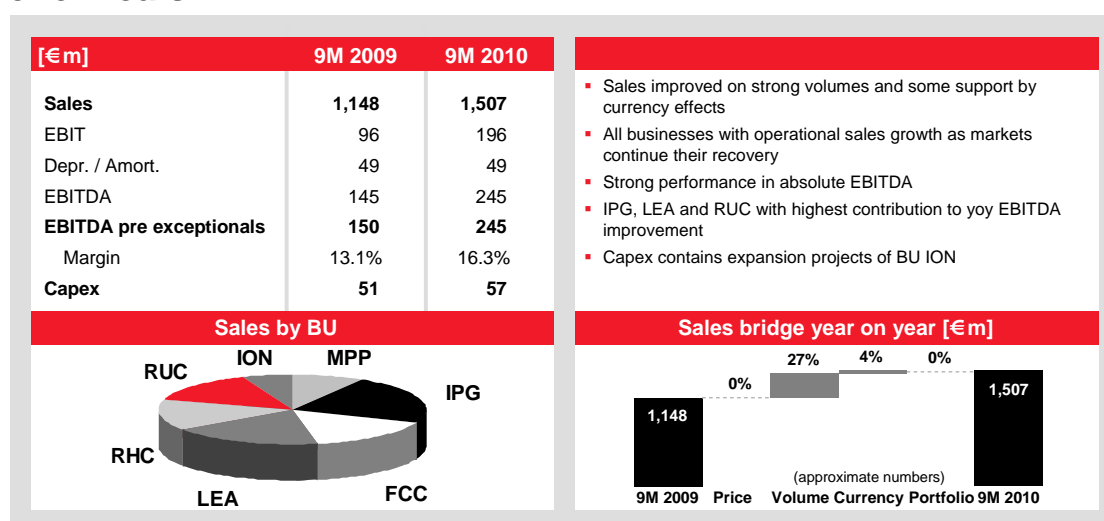 [€m] 9M 2009 9M 2010
Sales 1,148 1,507
EBIT 96 196
Depr. / Amort. 49 49
EBITDA 145 245
EBITDA pre exceptionals 150 245
Margin 13.1% 16.3%
Capex 51 57
▪ Sales improved on strong volumes and some support by
currency effects
▪ All businesses with operational sales growth as markets
continue their recovery
▪ Strong performance in absolute EBITDA
▪ IPG, LEA and RUC with highest contribution to yoy EBITDA
improvement
▪ Capex contains expansion projects of BU ION
Sales by BU
ION MPP
RUC
IPG
RHC
LEA FCC
Sales bridge year on year [€m]
27% 4% 0%
0%
1,148
1,507
(approximate numbers)
9M 2009 Price Volume Currency Portfolio 9M 2010